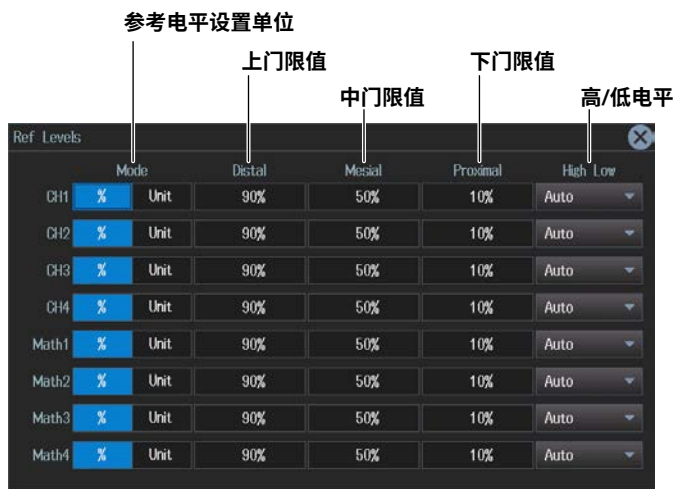 参考电平设置单位
上门限值 下门限值
中门限值 高/低电平
Ref Levels
Mode Distal Mesial Proximal High Low
CH1 % Unit 90% 50% 10% Auto
CH2 % Unit 90% 50% 10% Auto
CH3 % Unit 90% 50% 10% Auto
CH4 % Unit 90% 50% 10% Auto
Math1 % Unit 90% 50% 10% Auto
Math2 % Unit 90% 50% 10% Auto
Math3 % Unit 90% 50% 10% Auto
Math4 % Unit 90% 50% 10% Auto